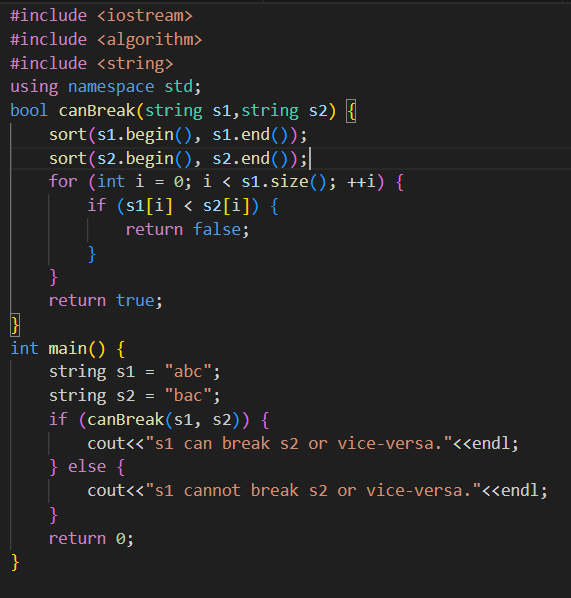 #include <iostream>
#include <algorithm>
#include <string>
using namespace std;
bool canBreak(string s1,string s2) {
    sort(s1.begin(), s1.end());
    sort(s2.begin(), s2.end());
    for (int i = 0; i < s1.size(); ++i) {
        if (s1[i] < s2[i]) {
            return false;
        }
    }
    return true;
}
int main() {
    string s1 = "abc";
    string s2 = "bac";
    if (canBreak(s1, s2)) {
        cout<<"s1 can break s2 or vice-versa."<<endl;
    } else {
        cout<<"s1 cannot break s2 or vice-versa."<<endl;
    }
    return 0;
}